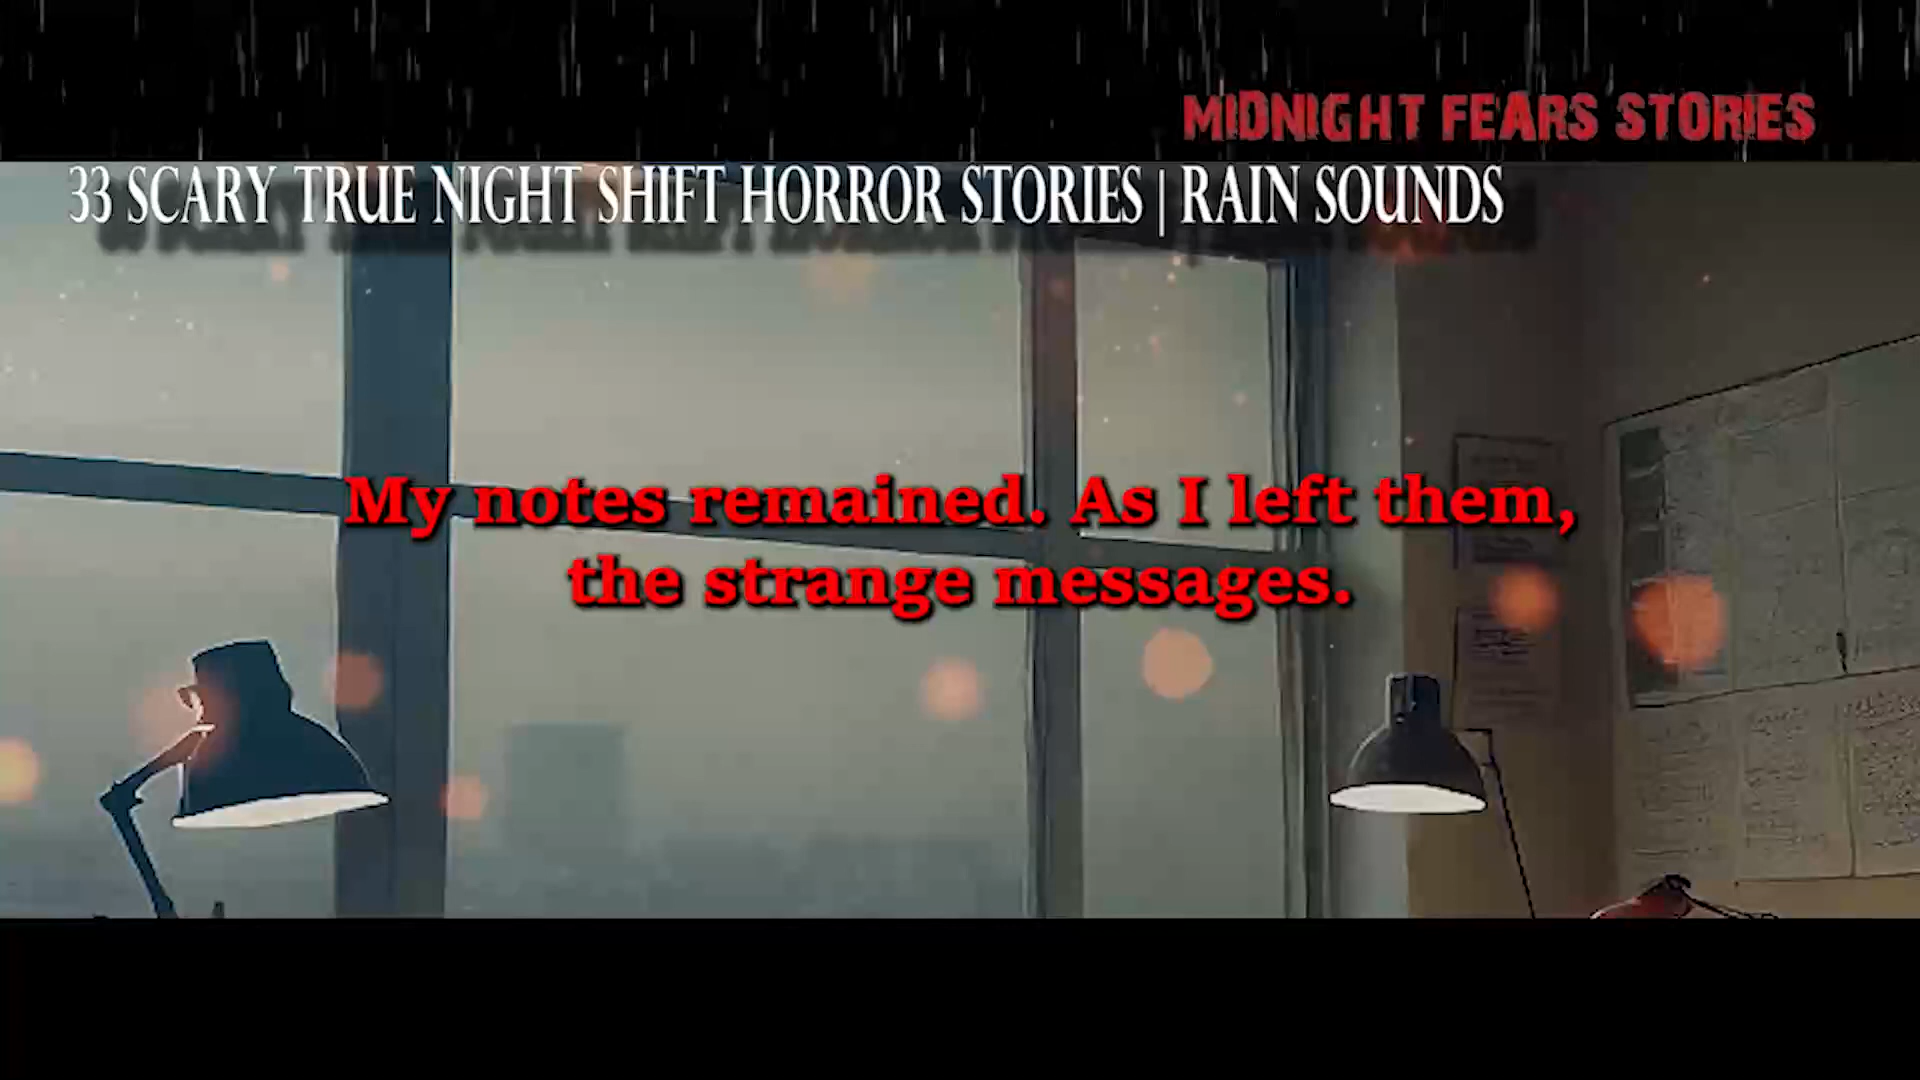 MIDNIGHT FEARS STORIES
33 SCARY TRUE NIGHT SHIFT HORROR STORIES | RAIN SOUNDS
My notes remained. As I left them,
the strange messages.